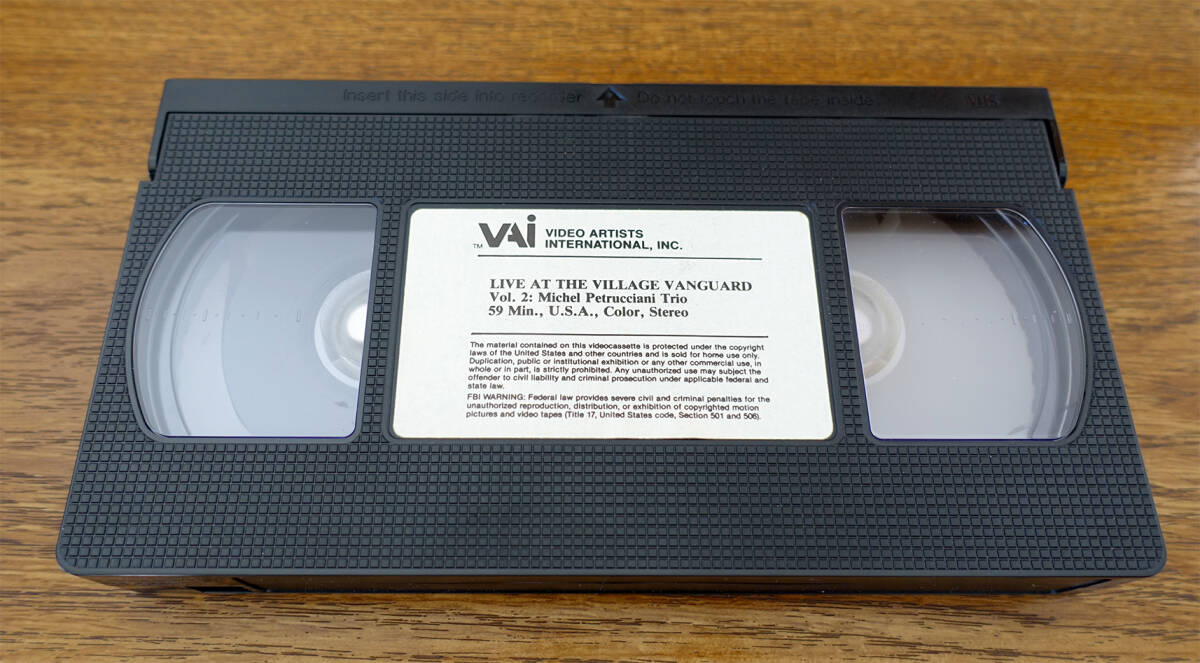 Insert this side into recorder Do not touch the tape inside VHS
TM VAi VIDEO ARTISTS
INTERNATIONAL, INC.
LIVE AT THE VILLAGE VANGUARD
Vol. 2: Michel Petrucciani Trio
59 Min., U.S.A., Color, Stereo
The material contained on this videocassette is protected under the copyright
laws of the United States and other countries and is sold for home use only.
Duplication, public or institutional exhibition or any other commercial use, in
whole or in part, is strictly prohibited. Any unauthorized use may subject the
offender to civil liability and criminal prosecution under applicable federal and
state law.
FBI WARNING: Federal law provides severe civil and criminal penalties for the
unauthorized reproduction, distribution, or exhibition of copyrighted motion
pictures and video tapes (Title 17, United States code, Section 501 and 506).